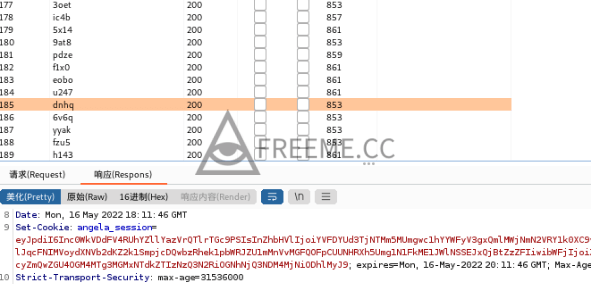 177 3oet 200 853
178 ic4b 200 857
179 5x14 200 861
180 9at8 200 853
181 pdze 200 859
182 f1x0 200 861
183 eobo 200 861
184 u247 200 861
185 dnhq 200 853
186 6v6q 200 853
187 yyak 200 853
188 fzu5 200 853
189 h143 200 861
FREEME.CC
请求(Request) 响应(Respons)
美化(Pretty) 原始(Raw) 16进制(Hex) 响应内容(Render) \n
8 Date: Mon, 16 May 2022 18:11:46 GMT
9 Set-Cookie: angela_session=
expires=Mon, 16-May-2022 20:11:46 GMT; Max-Age
10 Strict-Transport-Security: max-age=31536000